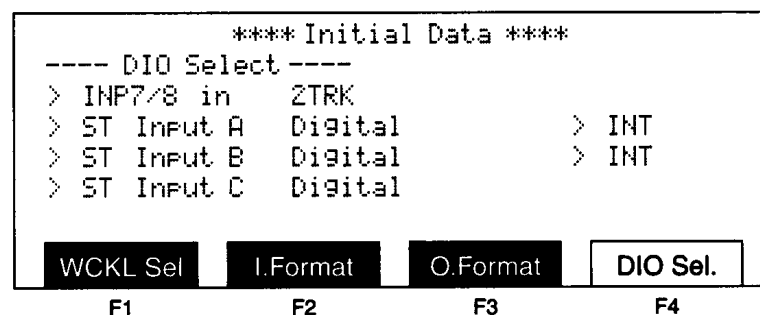 **** Initial Data ****
---- DIO Select ----
> INP7/8 in 2TRK
> ST Input A Digital > INT
> ST Input B Digital > INT
> ST Input C Digital
WCKL Sel I.Format O.Format DIO Sel.
F1 F2 F3 F4